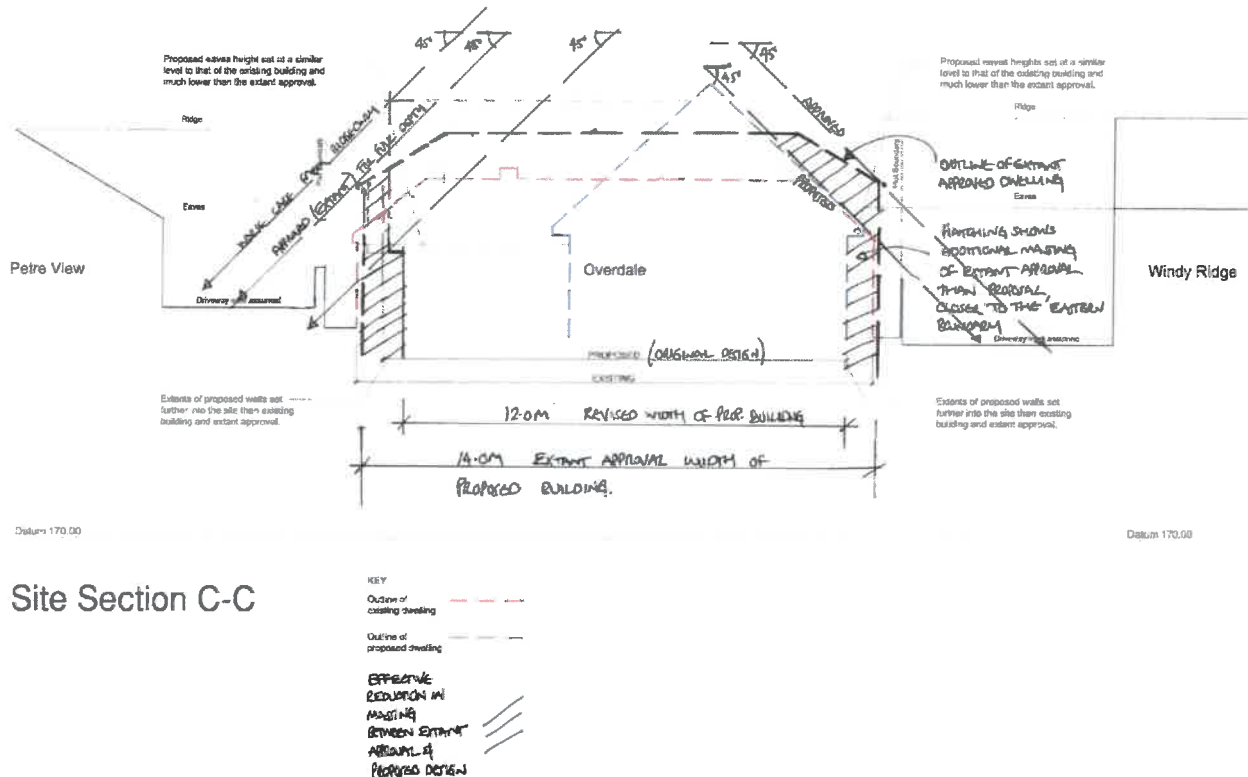 45°
45°
45°
45°
45°
Proposed eaves height set at a similar
level to that of the existing building and
much lower than the extant approval.
Proposed eaves heights set at a similar
level to that of the existing building and
much lower than the extant approval.
Ridge
Ridge
APPROVED
WORST CASE
APPROVED (EXTANT) FOR FULL DEPTH
PROPOSED
Eaves
Eaves
OUTLINE OF EXTANT
APPROVED DWELLING
HATCHING SHOWS
ADDITIONAL MASSING
OF EXTANT APPROVAL
THAN PROPOSAL
CLOSER TO THE EASTERN
BOUNDARY
Petre View
Overdale
Windy Ridge
Driveway assumed
Driveway assumed
PROPOSED (ORIGINAL DESIGN)
EXISTING
Extents of proposed walls set
further into the site than existing
building and extant approval.
Extents of proposed walls set
further into the site than existing
building and extant approval.
12.0M REVISED WIDTH OF PROP. BUILDING
14.0M EXTANT APPROVAL WIDTH OF
PROPOSED BUILDING.
Datum 170.00
Datum 170.00
Site Section C-C
KEY
Outline of
existing dwelling
Outline of
proposed dwelling
EFFECTIVE
REDUCTION IN
MASSING
BETWEEN EXTANT
APPROVAL &
PROPOSED DESIGN